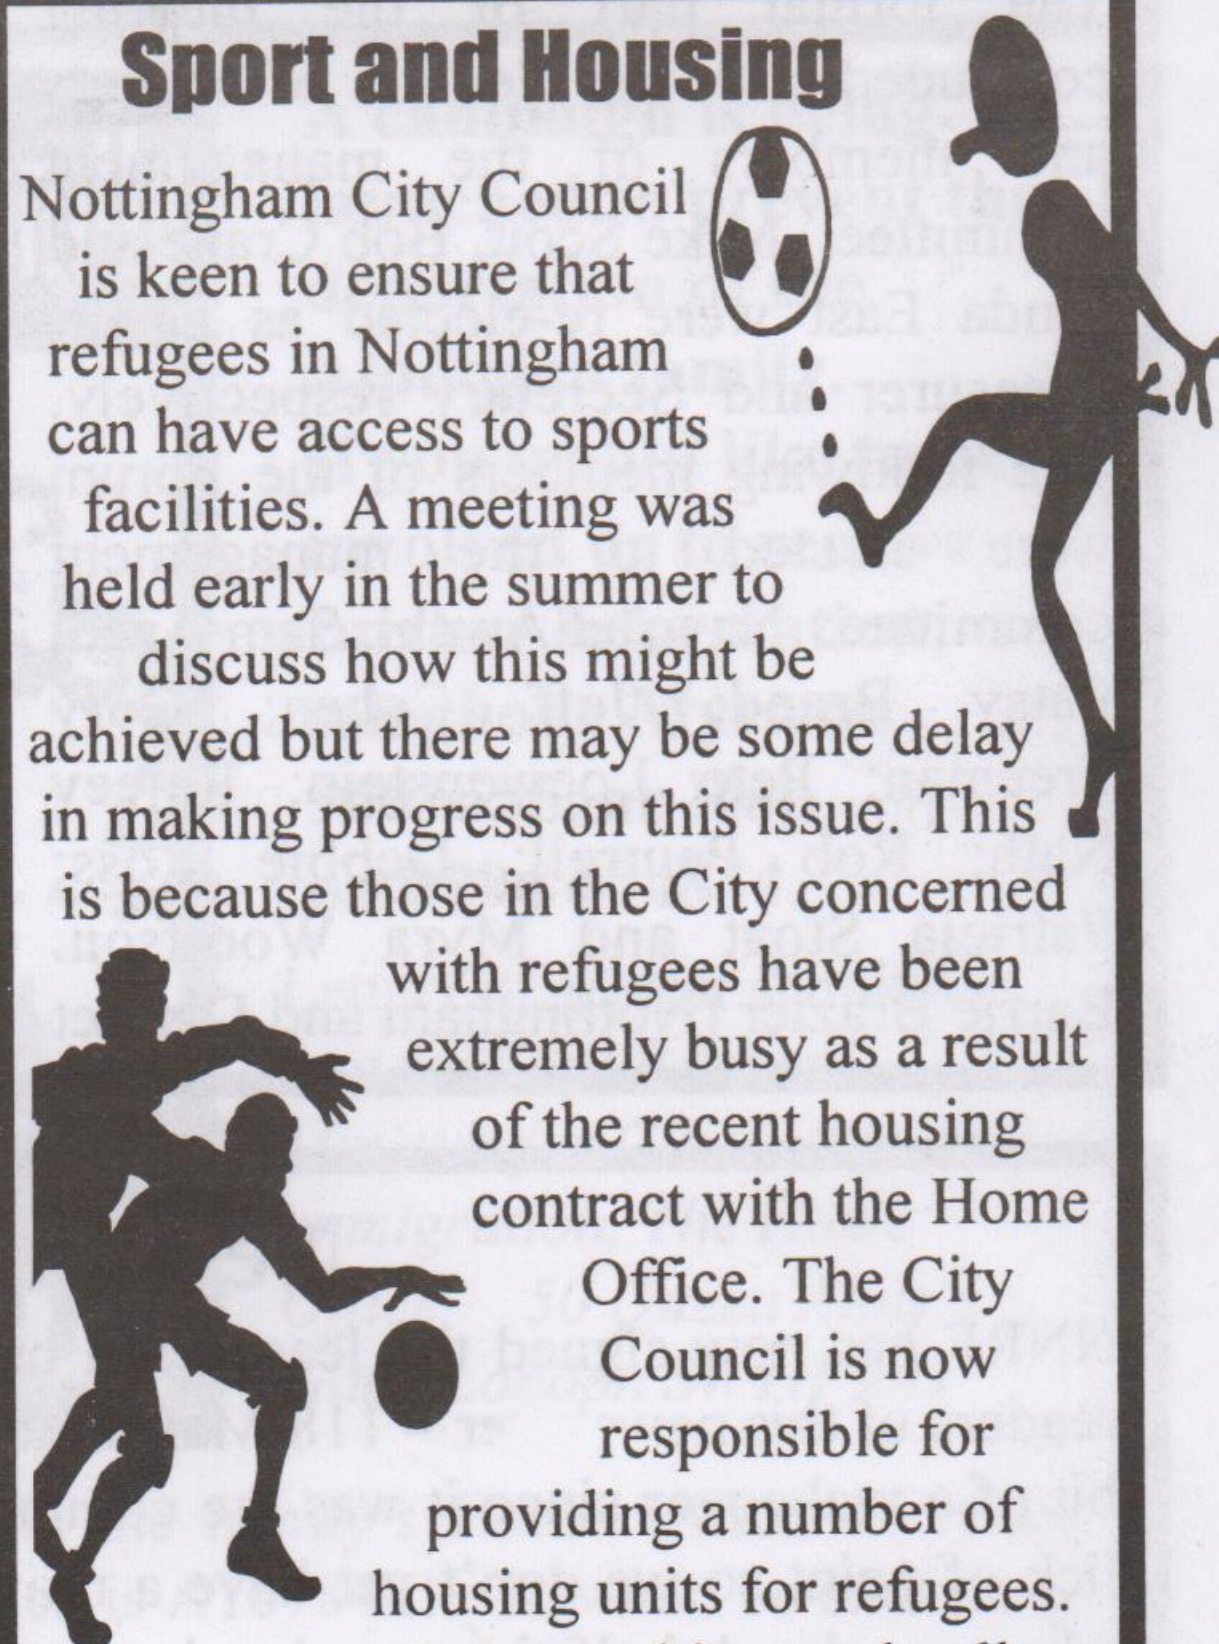 Sport and Housing
Nottingham City Council
is keen to ensure that
refugees in Nottingham
can have access to sports
facilities. A meeting was
held early in the summer to
discuss how this might be
achieved but there may be some delay
in making progress on this issue. This
is because those in the City concerned
with refugees have been
extremely busy as a result
of the recent housing
contract with the Home
Office. The City
Council is now
responsible for
providing a number of
housing units for refugees.